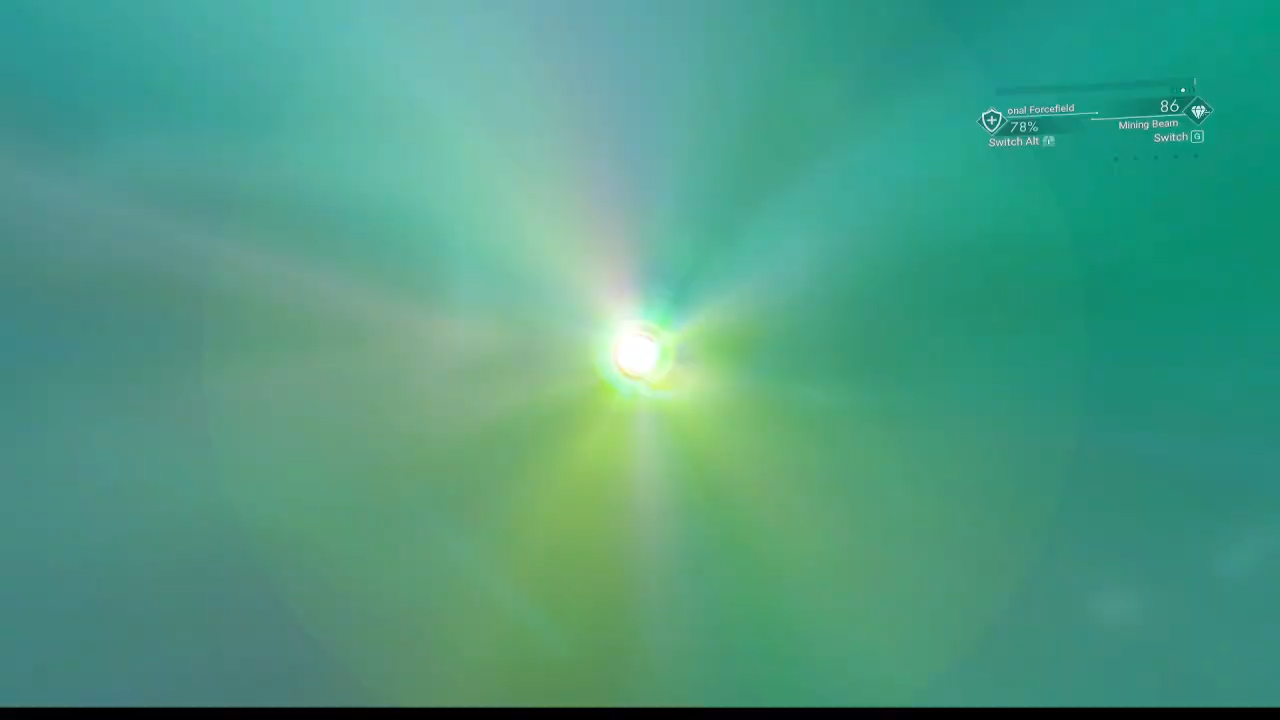 onal Forcefield
78%
Switch Alt
86
Mining Beam
Switch G